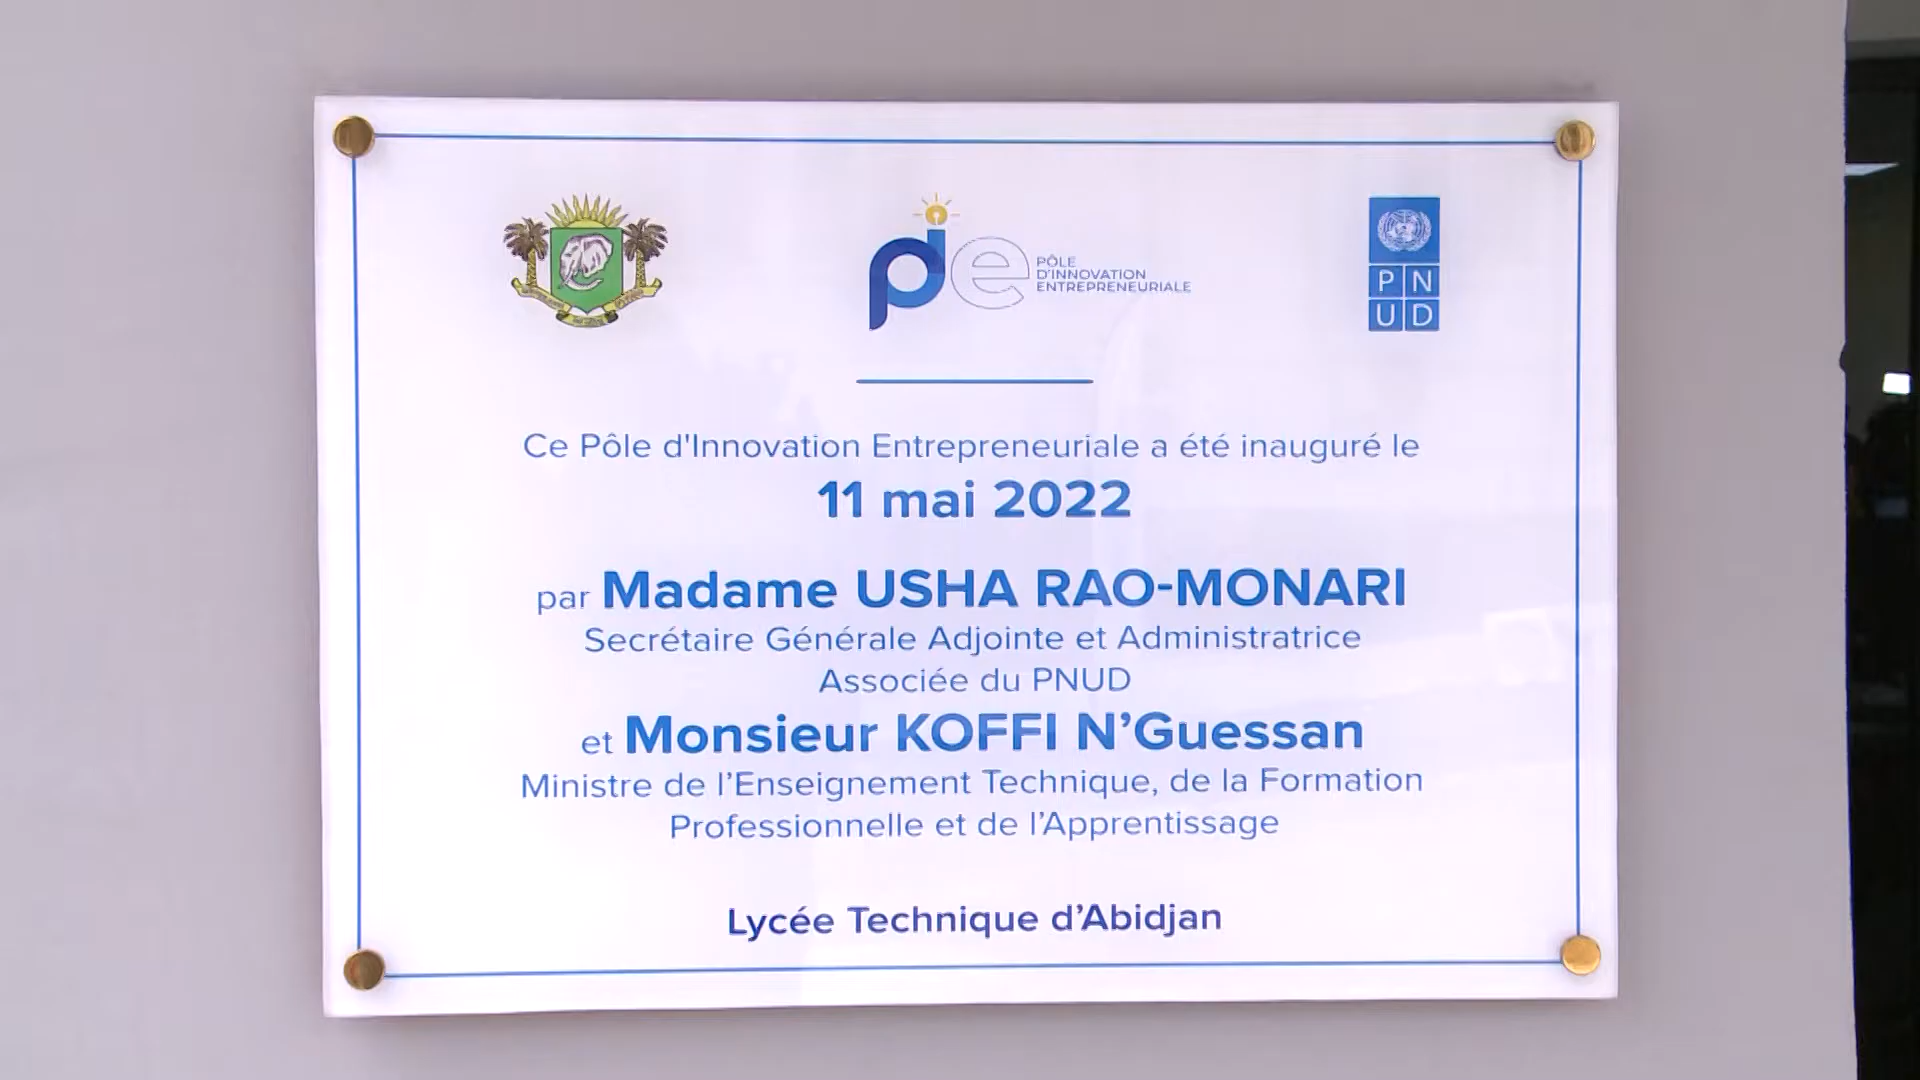 pie
PÔLE
D'INNOVATION
ENTREPRENEURIALE
PN
UD
Ce Pôle d'Innovation Entrepreneuriale a été inauguré le
11 mai 2022
par Madame USHA RAO-MONARI
Secrétaire Générale Adjointe et Administratrice
Associée du PNUD
et Monsieur KOFFI N’Guessan
Ministre de l’Enseignement Technique, de la Formation
Professionnelle et de l’Apprentissage
Lycée Technique d’Abidjan